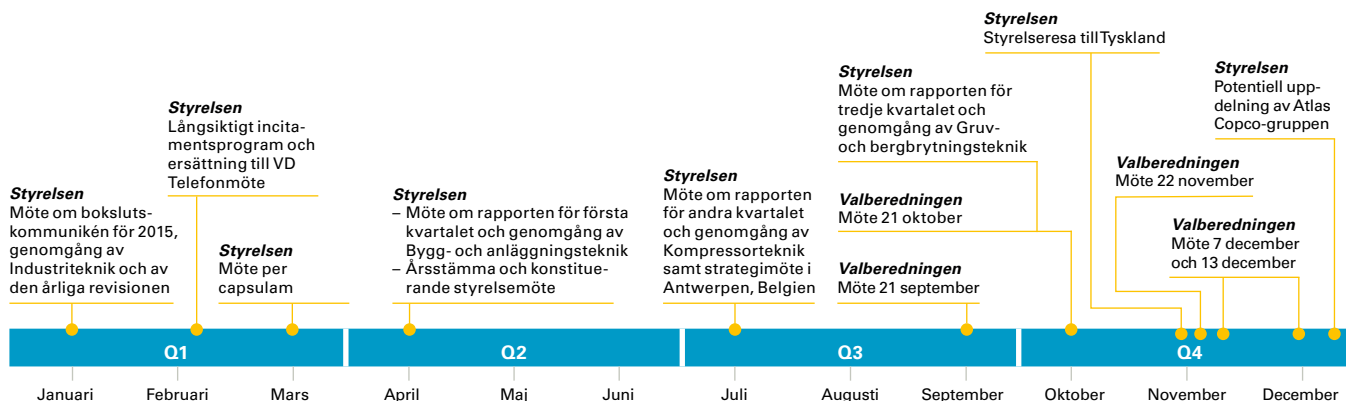 Styrelsen
Möte om boksluts-
kommunikén för 2015,
genomgång av
Industriteknik och av
den årliga revisionen
Styrelsen
Långsiktigt incita-
mentsprogram och
ersättning till VD
Telefonmöte
Styrelsen
Möte per
capsulam
Styrelsen
– Möte om rapporten för första
kvartalet och genomgång av
Bygg- och anläggningsteknik
– Årsstämma och konstitue-
rande styrelsemöte
Styrelsen
Möte om rapporten
för andra kvartalet
och genomgång av
Kompressorteknik
samt strategimöte i
Antwerpen, Belgien
Styrelsen
Möte om rapporten för
tredje kvartalet och
genomgång av Gruv-
och bergbrytningsteknik
Valberedningen
Möte 21 oktober
Valberedningen
Möte 21 september
Styrelsen
Styrelseresa till Tyskland
Valberedningen
Möte 22 november
Valberedningen
Möte 7 december
och 13 december
Styrelsen
Potentiell upp-
delning av Atlas
Copco-gruppen
Q1
Q2
Q3
Q4
Januari
Februari
Mars
April
Maj
Juni
Juli
Augusti
September
Oktober
November
December